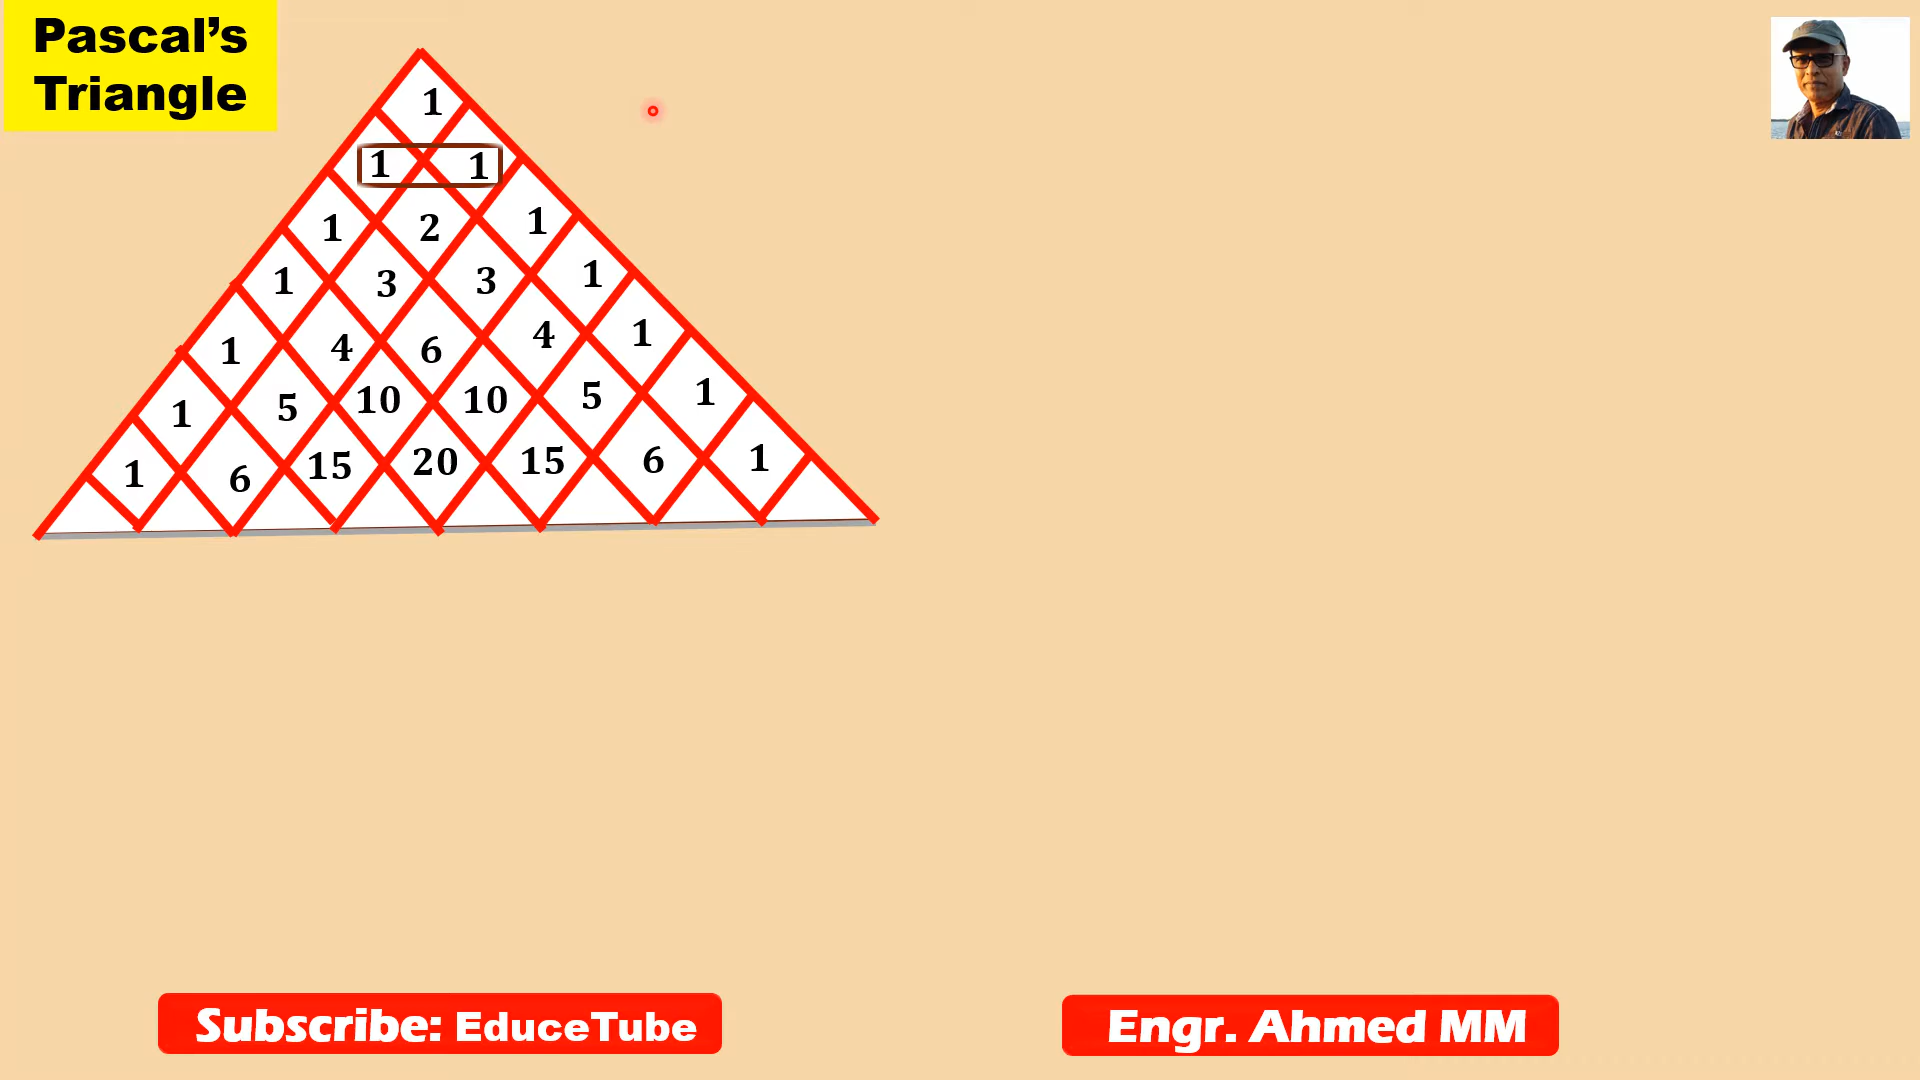 Pascal’s
Triangle
1
1 1
1 2 1
1 3 3 1
1 4 6 4 1
1 5 10 10 5 1
1 6 15 20 15 6 1
Subscribe: EduceTube
Engr. Ahmed MM